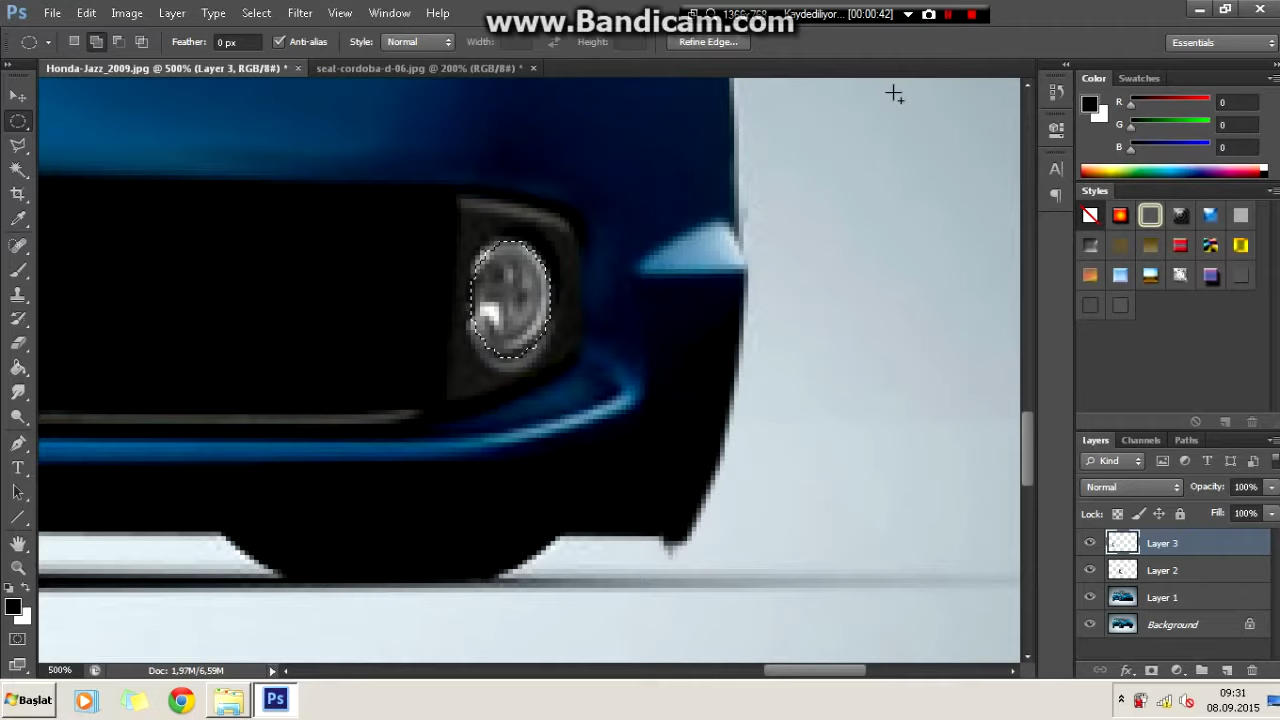 Ps File Edit Image Layer Type Select Filter View Window Help
www.Bandicam.com
1366x768 Kaydediliyor... [00:00:42]
Feather: 0 px Anti-alias Style: Normal Width: Height: Refine Edge... Essentials
Honda-Jazz_2009.jpg @ 500% (Layer 3, RGB/8#) * × seat-cordoba-d-06.jpg @ 200% (RGB/8#) * ×
Color Swatches
R 0
G 0
B 0
Styles
Layers Channels Paths
Kind
Normal Opacity: 100%
Lock: Fill: 100%
Layer 3
Layer 2
Layer 1
Background
500% Doc: 1,97M/6,59M
Başlat Ps
09:31
08.09.2015